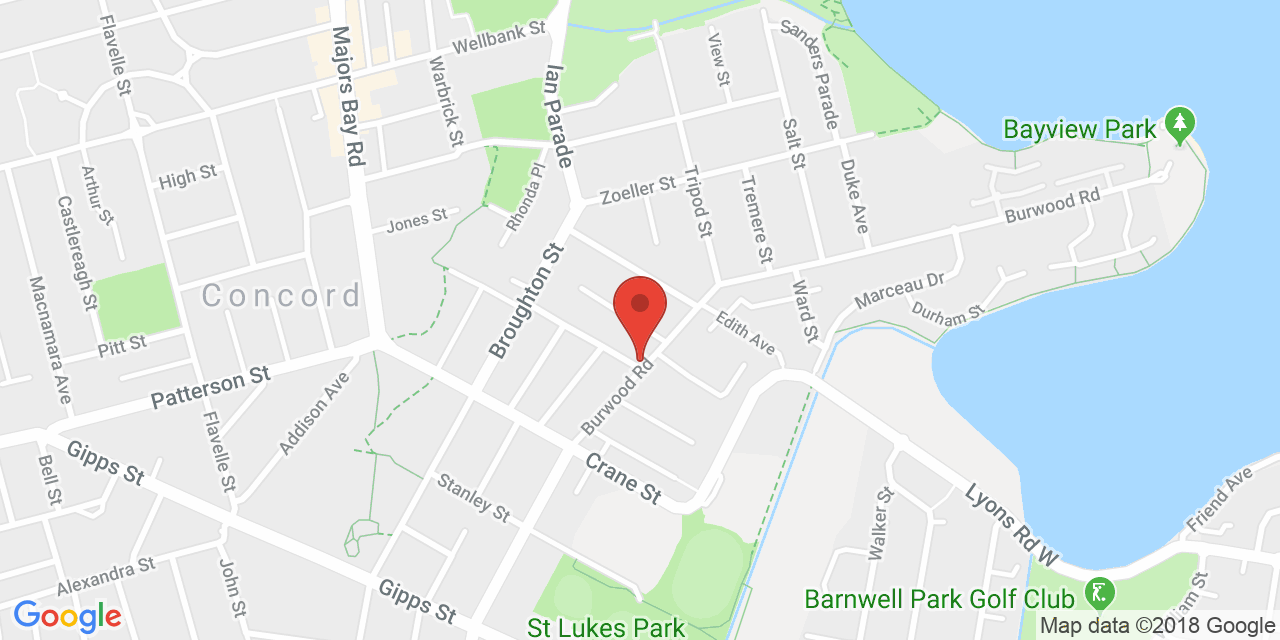 Flavelle St
Majors Bay Rd
Wellbank St
Ian Parade
View St
Sanders Parade
Warbrick St
Bayview Park
Salt St
High St
Arthur St
Castlereagh St
Rhonda Pl
Zoeller St
Tripod St
Tremere St
Duke Ave
Burwood Rd
Jones St
Macnamara Ave
Concord
Broughton St
Ward St
Marceau Dr
Durham St
Edith Ave
Pitt St
Patterson St
Addison Ave
Flavelle St
Burwood Rd
Gipps St
Bell St
Crane St
Stanley St
Lyons Rd W
Walker St
Friend Ave
Alexandra St
John St
Gipps St
Barnwell Park Golf Club
St Lukes Park
Google
Map data ©2018 Google